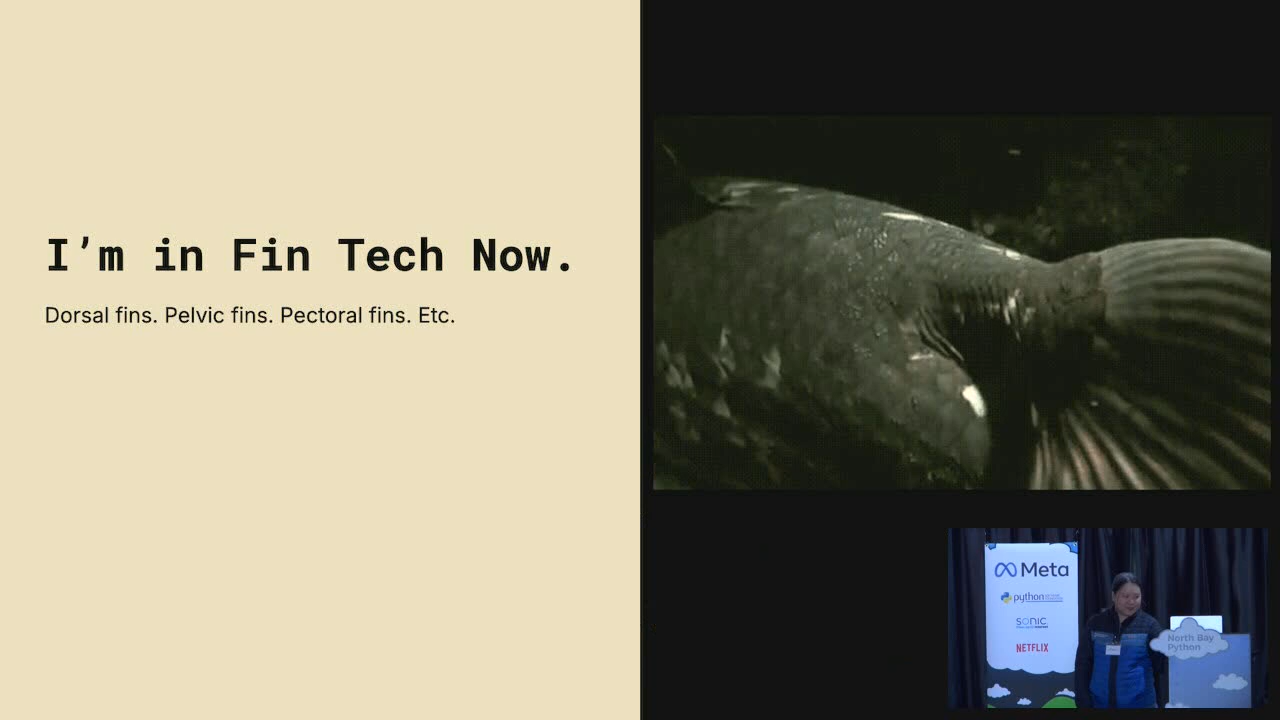 I’m in Fin Tech Now.
Dorsal fins. Pelvic fins. Pectoral fins. Etc.
Meta
python
sonic
NETFLIX
North Bay
Python